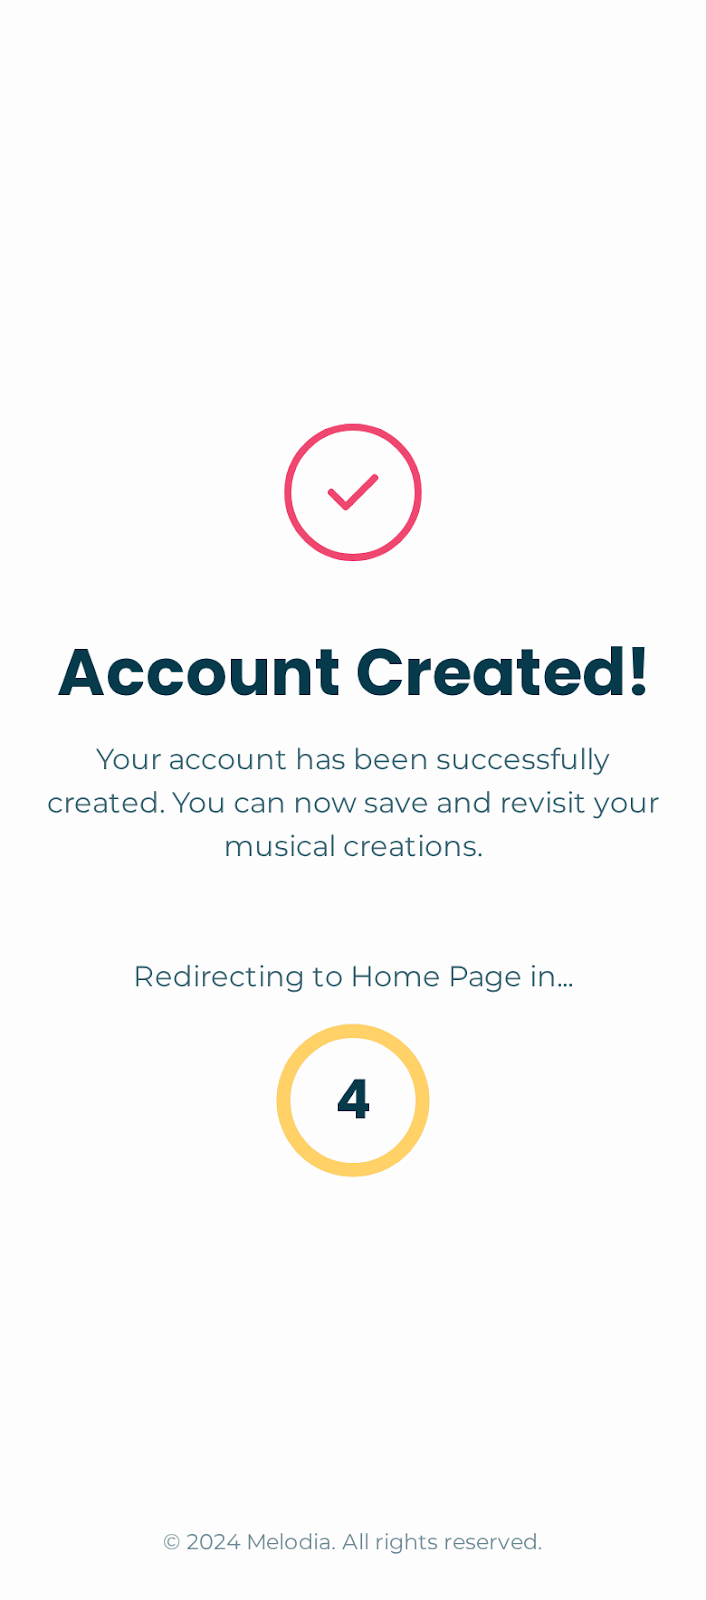 Account Created!
Your account has been successfully
created. You can now save and revisit your
musical creations.
Redirecting to Home Page in...
4
© 2024 Melodia. All rights reserved.